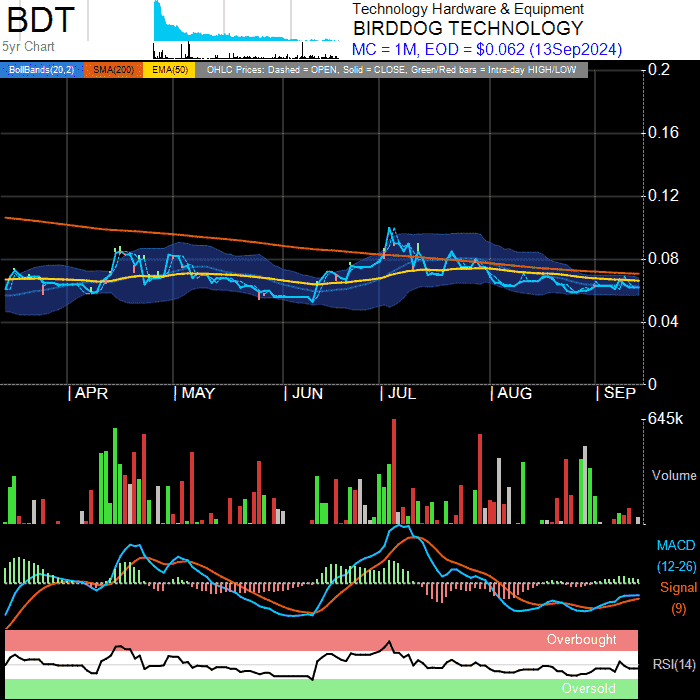 BDT
5yr Chart
Technology Hardware & Equipment
BIRDDOG TECHNOLOGY
MC = 1M, EOD = $0.062 (13Sep2024)
BollBands(20,2) SMA(200) EMA(50) OHLC Prices: Dashed = OPEN, Solid = CLOSE, Green/Red bars = Intra-day HIGH/LOW
0.2
0.16
0.12
0.08
0.04
0
APR MAY JUN JUL AUG SEP
645k
Volume
MACD
(12-26)
Signal
(9)
Overbought
RSI(14)
Oversold